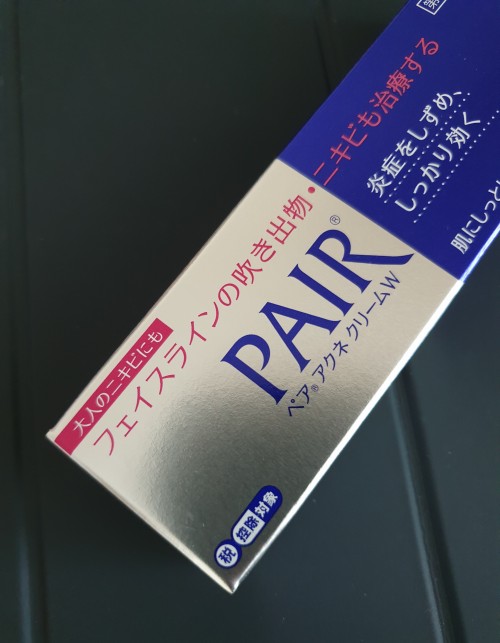 大人のニキビにも
フェイスラインの吹き出物・ニキビも治療する
PAIR®
ペア®アクネ クリームW
炎症をしずめ、
しっかり効く
肌にしっと
税 控除対象